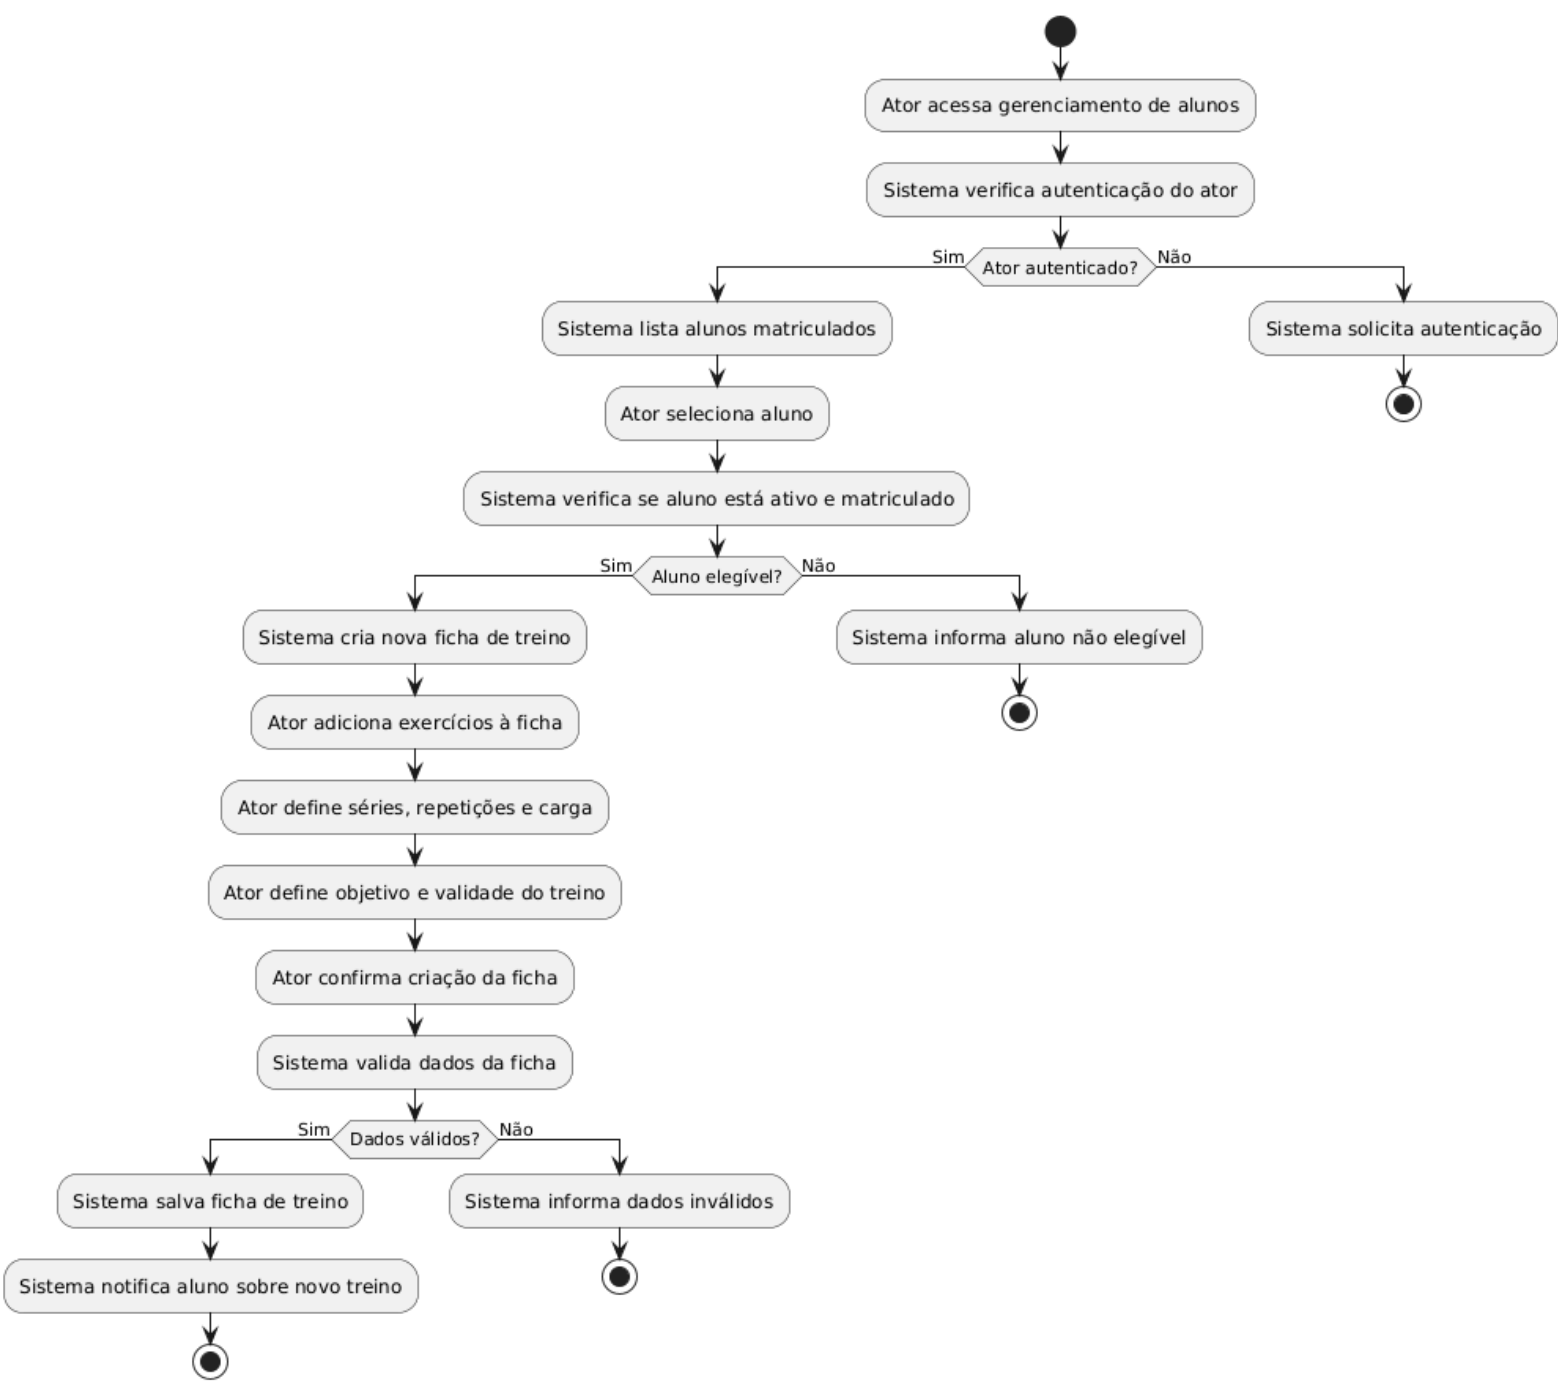 Ator acessa gerenciamento de alunos
Sistema verifica autenticação do ator
Sim
Ator autenticado?
Não
Sistema lista alunos matriculados
Sistema solicita autenticação
Ator seleciona aluno
Sistema verifica se aluno está ativo e matriculado
Sim
Aluno elegível?
Não
Sistema cria nova ficha de treino
Sistema informa aluno não elegível
Ator adiciona exercícios à ficha
Ator define séries, repetições e carga
Ator define objetivo e validade do treino
Ator confirma criação da ficha
Sistema valida dados da ficha
Sim
Dados válidos?
Não
Sistema salva ficha de treino
Sistema informa dados inválidos
Sistema notifica aluno sobre novo treino